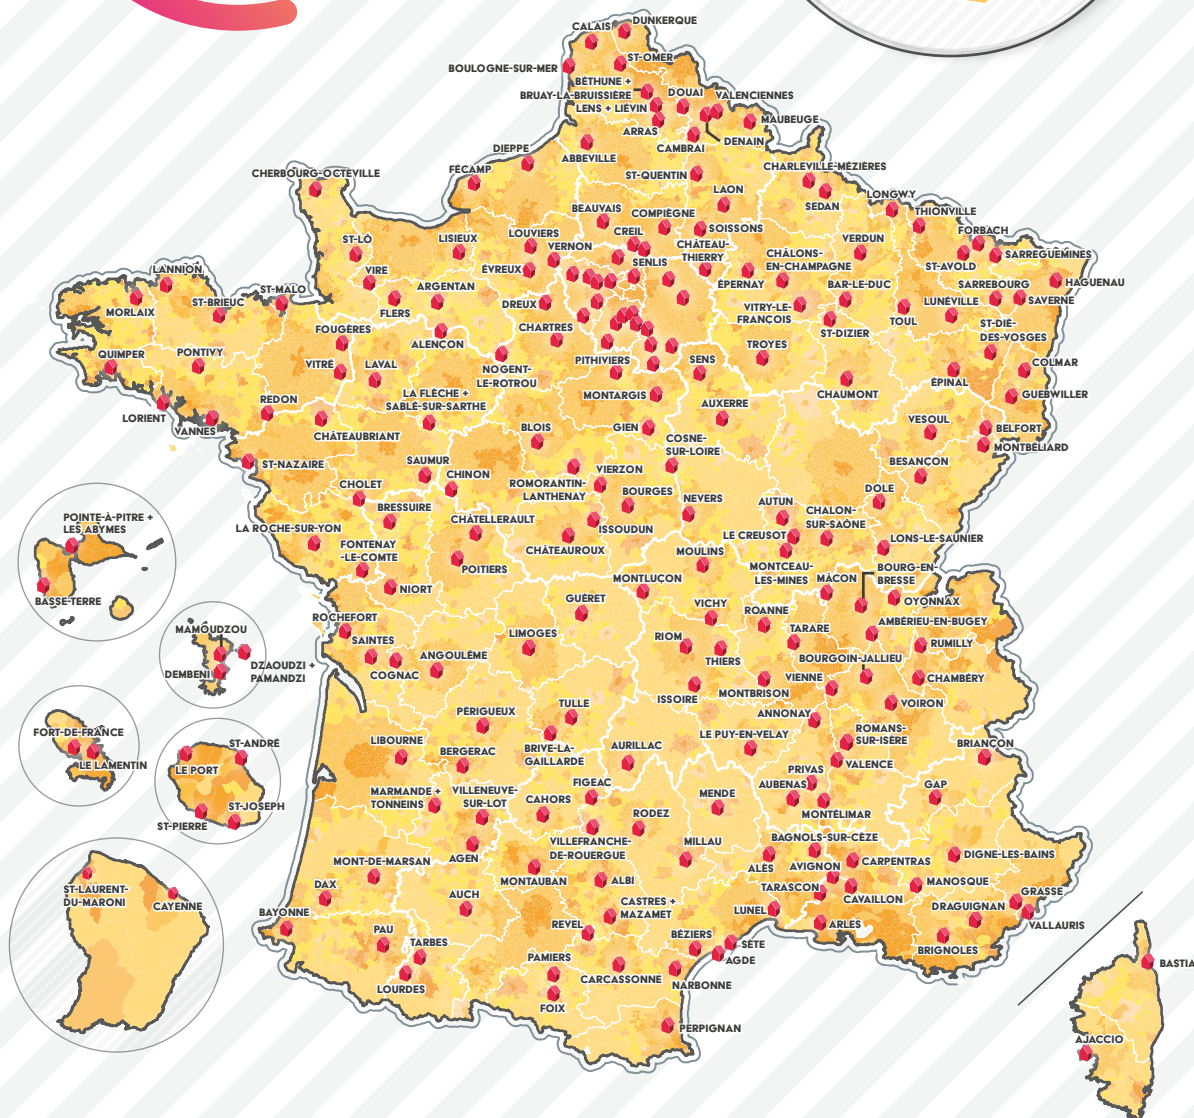 DUNKERQUE
CALAIS
ST-OMER
BOULOGNE-SUR-MER
BÉTHUNE +
BRUAY-LA-BRUISSIÈRE
DOUAI
VALENCIENNES
LENS + LIÉVIN
MAUBEUGE
ARRAS
CAMBRAI
DENAIN
DIEPPE
ABBEVILLE
FÉCAMP
ST-QUENTIN
CHARLEVILLE-MÉZIÈRES
CHERBOURG-OCTEVILLE
LAON
SEDAN
LONGWY
BEAUVAIS
COMPIÈGNE
THIONVILLE
LOUVIERS
CREIL
SOISSONS
FORBACH
ST-LÔ
LISIEUX
VERNON
CHÂTEAU-
THIERRY
VERDUN
SARREGUEMINES
ÉVREUX
SENLIS
CHÂLONS-
EN-CHAMPAGNE
ST-AVOLD
LANNION
VIRE
ARGENTAN
ÉPERNAY
BAR-LE-DUC
SARREBOURG
HAGUENAU
ST-BRIEUC
ST-MALO
DREUX
VITRY-LE-
FRANÇOIS
LUNÉVILLE
SAVERNE
MORLAIX
FLERS
TOUL
FOUGÈRES
CHARTRES
ST-DIZIER
ST-DIÉ-
DES-VOSGES
ALENÇON
TROYES
QUIMPER
PONTIVY
VITRÉ
LAVAL
NOGENT-
LE-ROTROU
PITHIVIERS
SENS
COLMAR
ÉPINAL
LA FLÈCHE +
SABLÉ-SUR-SARTHE
MONTARGIS
CHAUMONT
GUEBWILLER
REDON
AUXERRE
LORIENT
VANNES
CHÂTEAUBRIANT
BLOIS
GIEN
VESOUL
BELFORT
COSNE-
SUR-LOIRE
MONTBÉLIARD
ST-NAZAIRE
SAUMUR
CHINON
VIERZON
BESANÇON
CHOLET
ROMORANTIN-
LANTHENAY
BOURGES
NEVERS
AUTUN
DOLE
BRESSUIRE
CHALON-
SUR-SAÔNE
POINTE-À-PITRE +
LES ABYMES
LA ROCHE-SUR-YON
CHÂTELLERAULT
ISSOUDUN
LE CREUSOT
LONS-LE-SAUNIER
FONTENAY
-LE-COMTE
CHÂTEAUROUX
MOULINS
MONTCEAU-
LES-MINES
BOURG-EN-
BRESSE
POITIERS
MONTLUÇON
MÂCON
NIORT
BASSE-TERRE
GUÉRET
VICHY
ROANNE
OYONNAX
ROCHEFORT
AMBÉRIEU-EN-BUGEY
MAMOUDZOU
SAINTES
LIMOGES
RIOM
TARARE
RUMILLY
ANGOULÊME
THIERS
BOURGOIN-JALLIEU
DZAOUDZI +
PAMANDZI
DEMBENI
COGNAC
VIENNE
CHAMBÉRY
ISSOIRE
MONTBRISON
VOIRON
TULLE
PÉRIGUEUX
ANNONAY
FORT-DE-FRANCE
ST-ANDRÉ
LIBOURNE
BERGERAC
BRIVE-LA-
GAILLARDE
AURILLAC
LE PUY-EN-VELAY
ROMANS-
SUR-ISÈRE
BRIANÇON
LE LAMENTIN
LE PORT
PRIVAS
VALENCE
MARMANDE +
TONNEINS
VILLENEUVE-
SUR-LOT
FIGEAC
AUBENAS
GAP
ST-JOSEPH
CAHORS
MENDE
ST-PIERRE
RODEZ
MONTÉLIMAR
VILLEFRANCHE-
DE-ROUERGUE
MILLAU
BAGNOLS-SUR-CÈZE
MONT-DE-MARSAN
AGEN
ALÈS
AVIGNON
CARPENTRAS
DIGNE-LES-BAINS
DAX
MONTAUBAN
ALBI
TARASCON
MANOSQUE
ST-LAURENT-
DU-MARONI
CAYENNE
AUCH
CAVAILLON
GRASSE
CASTRES +
MAZAMET
LUNEL
DRAGUIGNAN
BAYONNE
REVEL
ARLES
VALLAURIS
PAU
TARBES
BÉZIERS
SÈTE
BRIGNOLES
PAMIERS
AGDE
BASTIA
LOURDES
CARCASSONNE
NARBONNE
FOIX
PERPIGNAN
AJACCIO